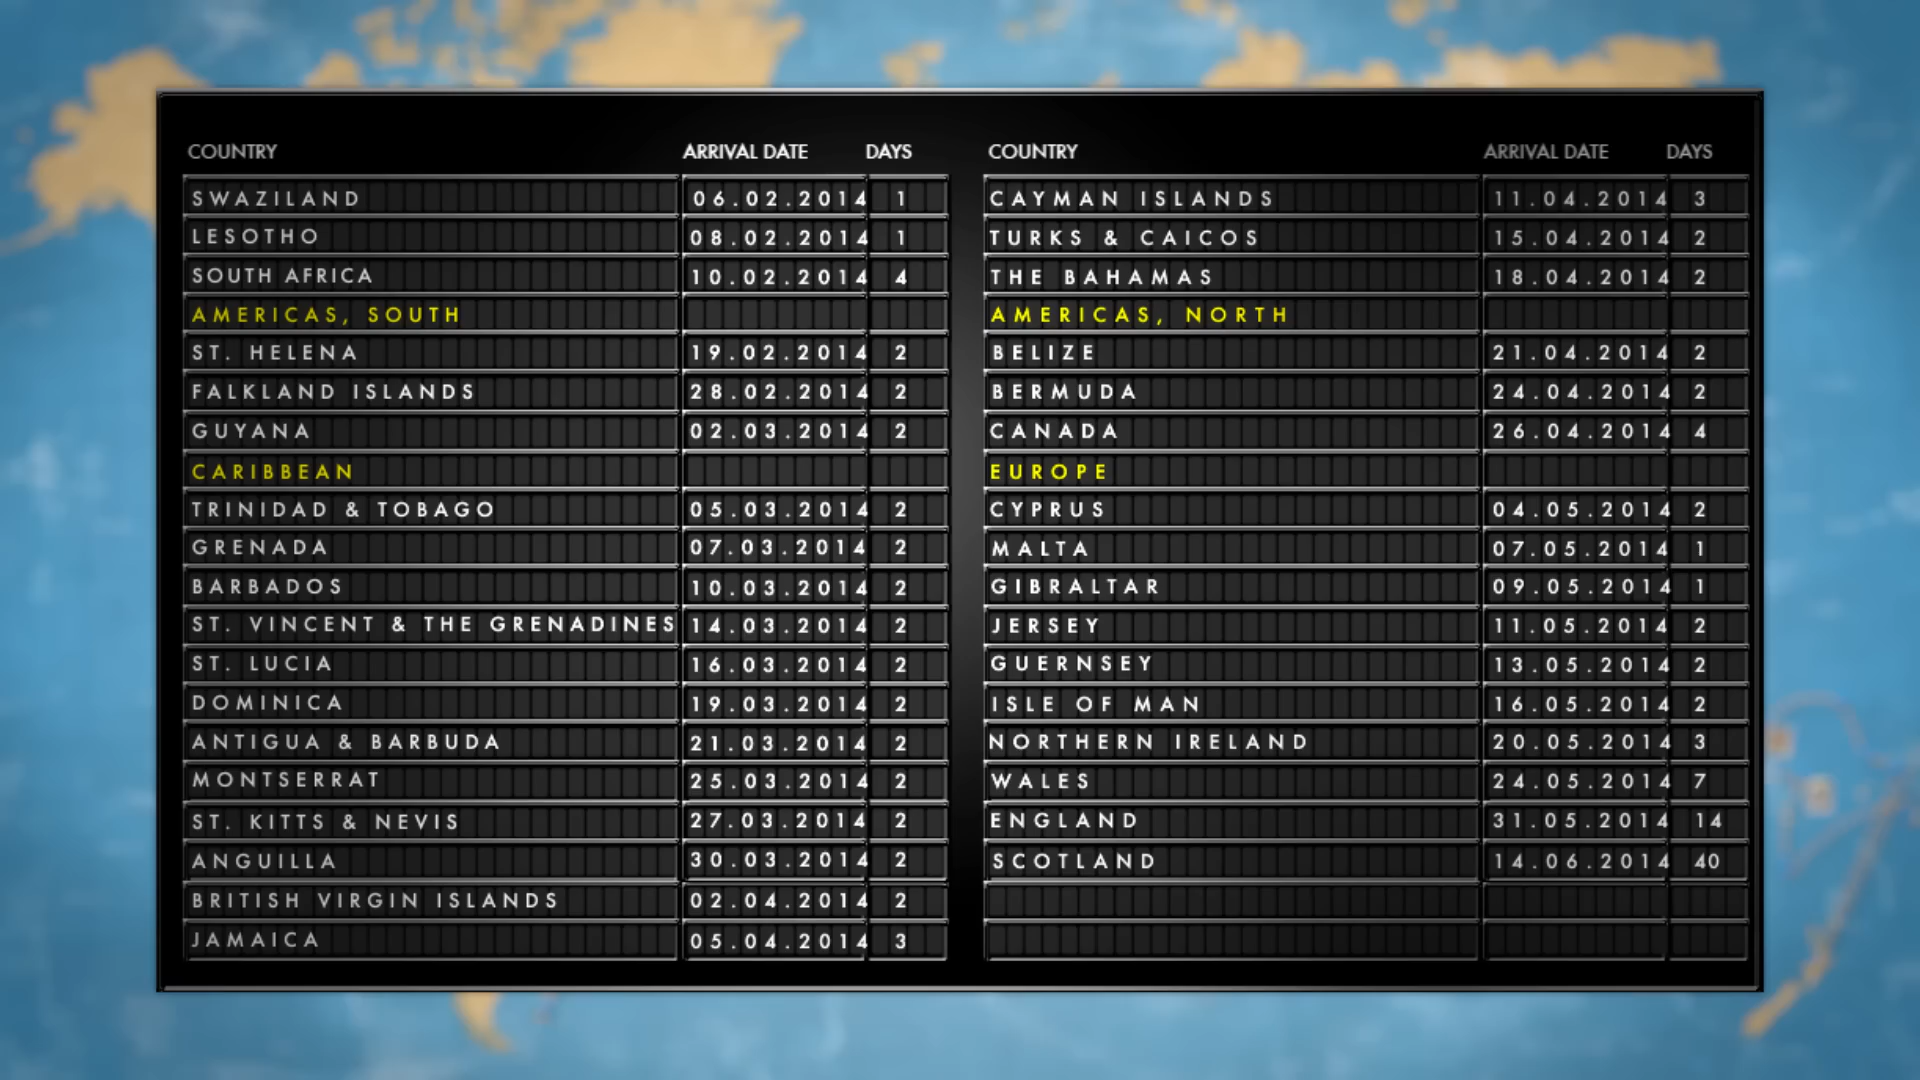 COUNTRY ARRIVAL DATE DAYS
SWAZILAND 06.02.2014 1
LESOTHO 08.02.2014 1
SOUTH AFRICA 10.02.2014 4
AMERICAS, SOUTH
ST. HELENA 19.02.2014 2
FALKLAND ISLANDS 28.02.2014 2
GUYANA 02.03.2014 2
CARIBBEAN
TRINIDAD & TOBAGO 05.03.2014 2
GRENADA 07.03.2014 2
BARBADOS 10.03.2014 2
ST. VINCENT & THE GRENADINES 14.03.2014 2
ST. LUCIA 16.03.2014 2
DOMINICA 19.03.2014 2
ANTIGUA & BARBUDA 21.03.2014 2
MONTSERRAT 25.03.2014 2
ST. KITTS & NEVIS 27.03.2014 2
ANGUILLA 30.03.2014 2
BRITISH VIRGIN ISLANDS 02.04.2014 2
JAMAICA 05.04.2014 3
COUNTRY ARRIVAL DATE DAYS
CAYMAN ISLANDS 11.04.2014 3
TURKS & CAICOS 15.04.2014 2
THE BAHAMAS 18.04.2014 2
AMERICAS, NORTH
BELIZE 21.04.2014 2
BERMUDA 24.04.2014 2
CANADA 26.04.2014 4
EUROPE
CYPRUS 04.05.2014 2
MALTA 07.05.2014 1
GIBRALTAR 09.05.2014 1
JERSEY 11.05.2014 2
GUERNSEY 13.05.2014 2
ISLE OF MAN 16.05.2014 2
NORTHERN IRELAND 20.05.2014 3
WALES 24.05.2014 7
ENGLAND 31.05.2014 14
SCOTLAND 14.06.2014 40